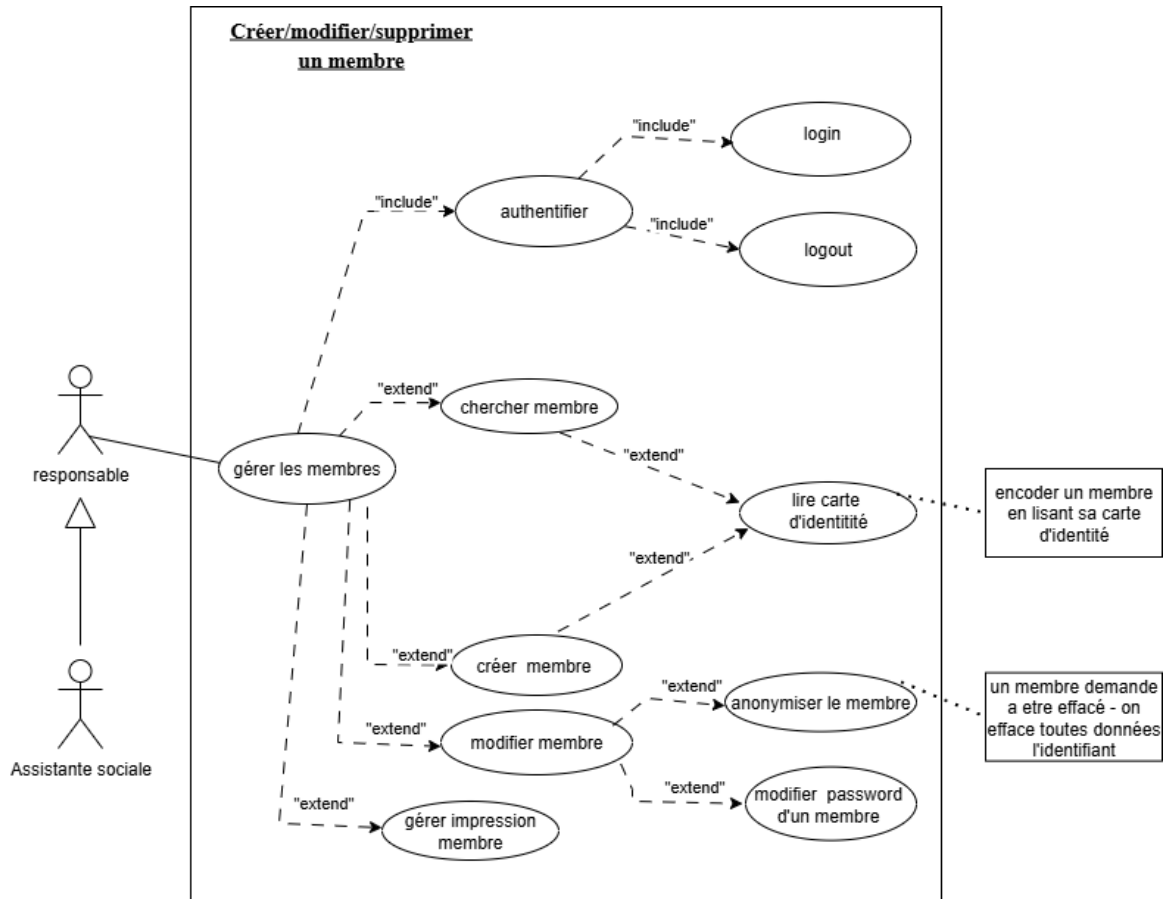 Créer/modifier/supprimer
un membre
"include"
login
"include"
authentifier
"include"
logout
"extend"
chercher membre
"extend"
responsable
gérer les membres
lire carte
d'identitité
encoder un membre
en lisant sa carte
d'identité
"extend"
"extend"
créer membre
"extend"
anonymiser le membre
un membre demande
a etre effacé - on
efface toutes données
l'identifiant
"extend"
modifier membre
Assistante sociale
"extend"
modifier password
d'un membre
"extend"
gérer impression
membre